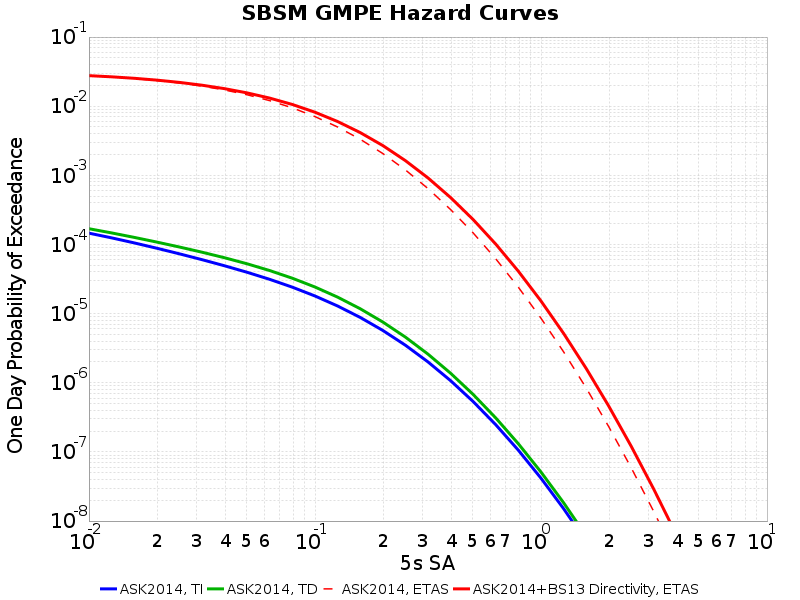 SBSM GMPE Hazard Curves
One Day Probability of Exceedance
10-1
10-2
10-3
10-4
10-5
10-6
10-7
10-8
10-2 2 3 4 5 6 10-1 2 3 4 5 6 7 100 2 3 4 5 6 7 101
5s SA
ASK2014, TI ASK2014, TD ASK2014, ETAS ASK2014+BS13 Directivity, ETAS